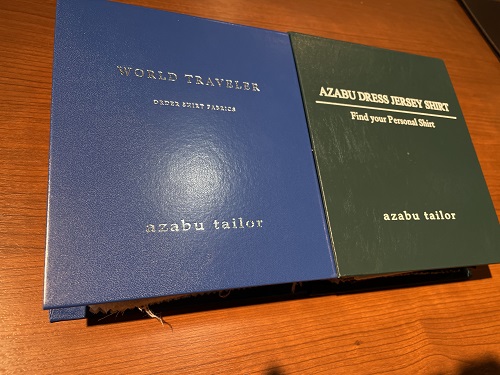 WORLD TRAVELER
ORDER SHIRT FABRICS
azabu tailor
AZABU DRESS JERSEY SHIRT
Find your Personal Shirt
azabu tailor